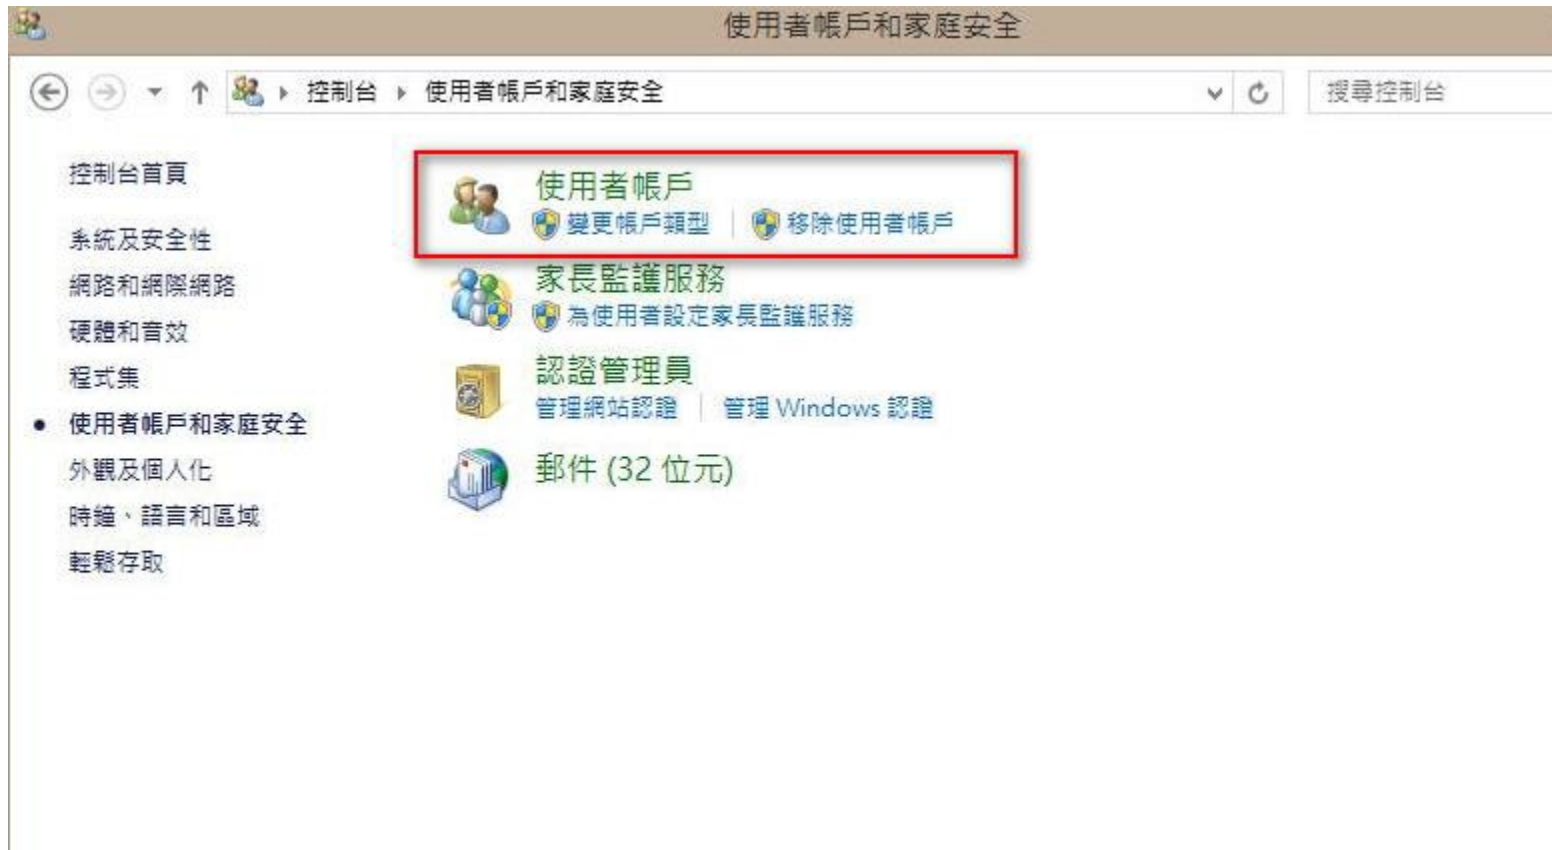 使用者帳戶和家庭安全
控制台 使用者帳戶和家庭安全 搜尋控制台
控制台首頁
系統及安全性
網路和網際網路
硬體和音效
程式集
使用者帳戶和家庭安全
外觀及個人化
時鐘、語言和區域
輕鬆存取
使用者帳戶
變更帳戶類型 移除使用者帳戶
家長監護服務
為使用者設定家長監護服務
認證管理員
管理網站認證 管理 Windows 認證
郵件 (32 位元)